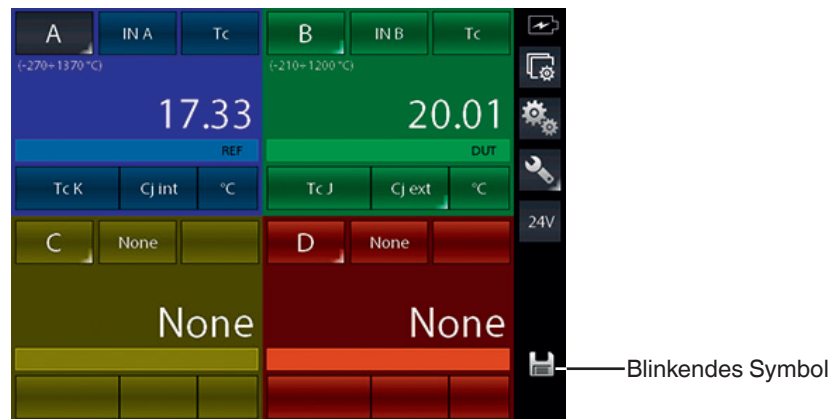 A IN A Tc
(-270÷1370 °C)
17.33
REF
Tc K Cj int °C
B IN B Tc
(-210÷1200 °C)
20.01
DUT
Tc J Cj ext °C
C None
None
D None
None
24V
Blinkendes Symbol